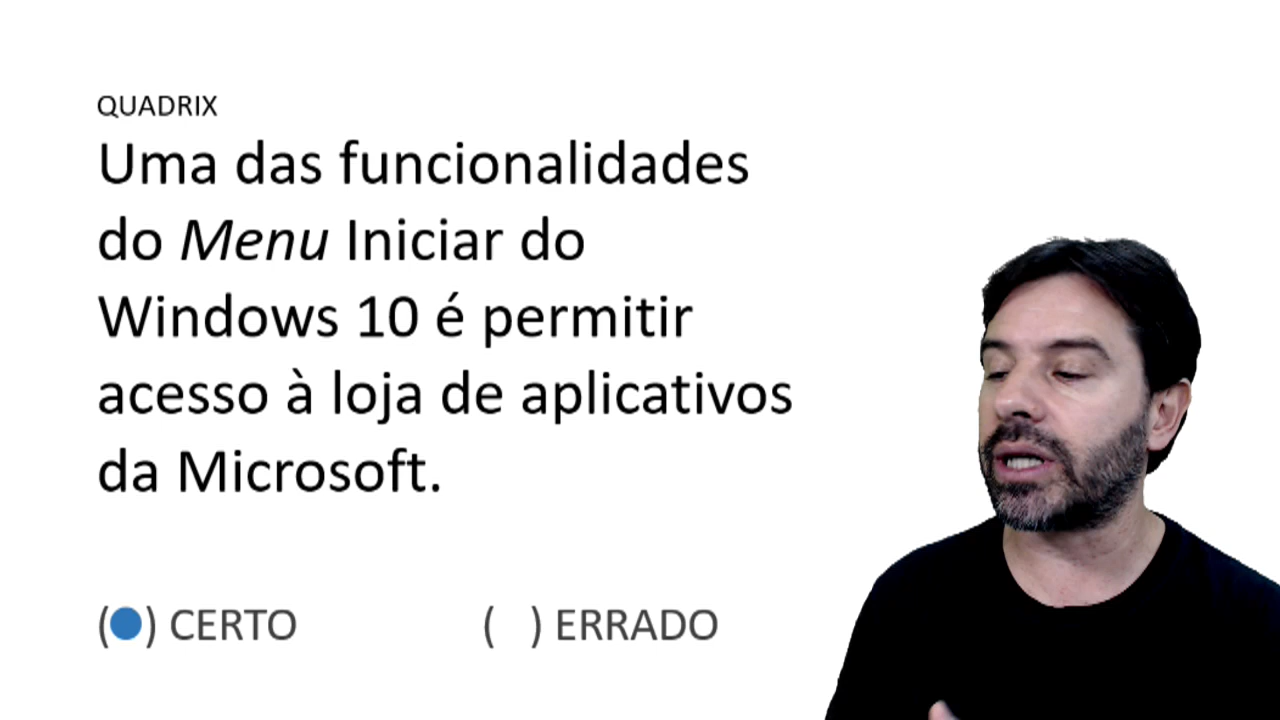 QUADRIX
Uma das funcionalidades
do Menu Iniciar do
Windows 10 é permitir
acesso à loja de aplicativos
da Microsoft.
(●) CERTO ( ) ERRADO